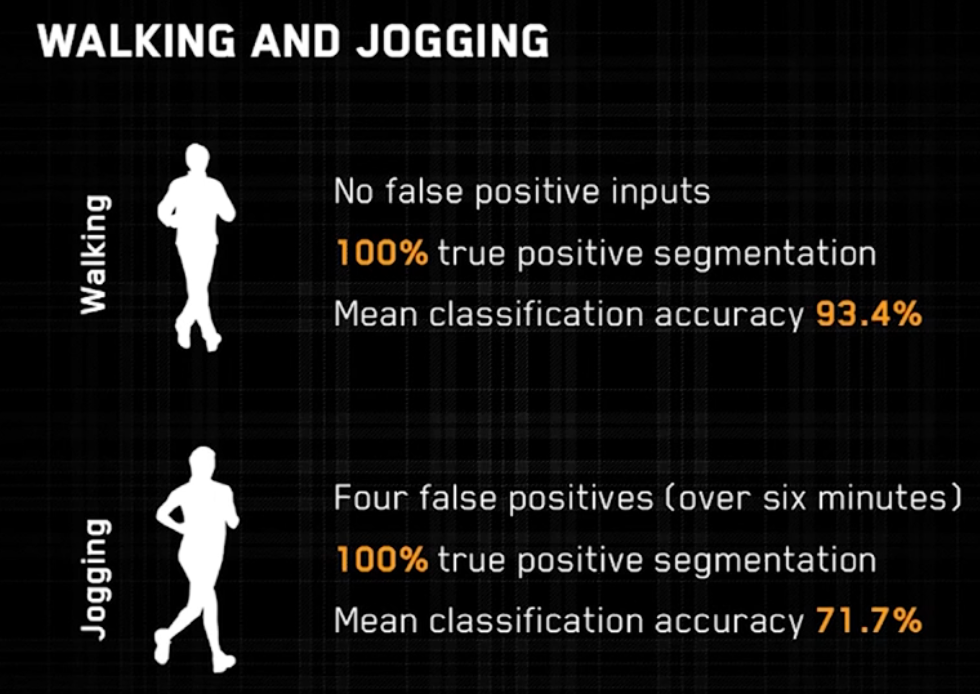 WALKING AND JOGGING
Walking
No false positive inputs
100% true positive segmentation
Mean classification accuracy 93.4%
Jogging
Four false positives (over six minutes)
100% true positive segmentation
Mean classification accuracy 71.7%